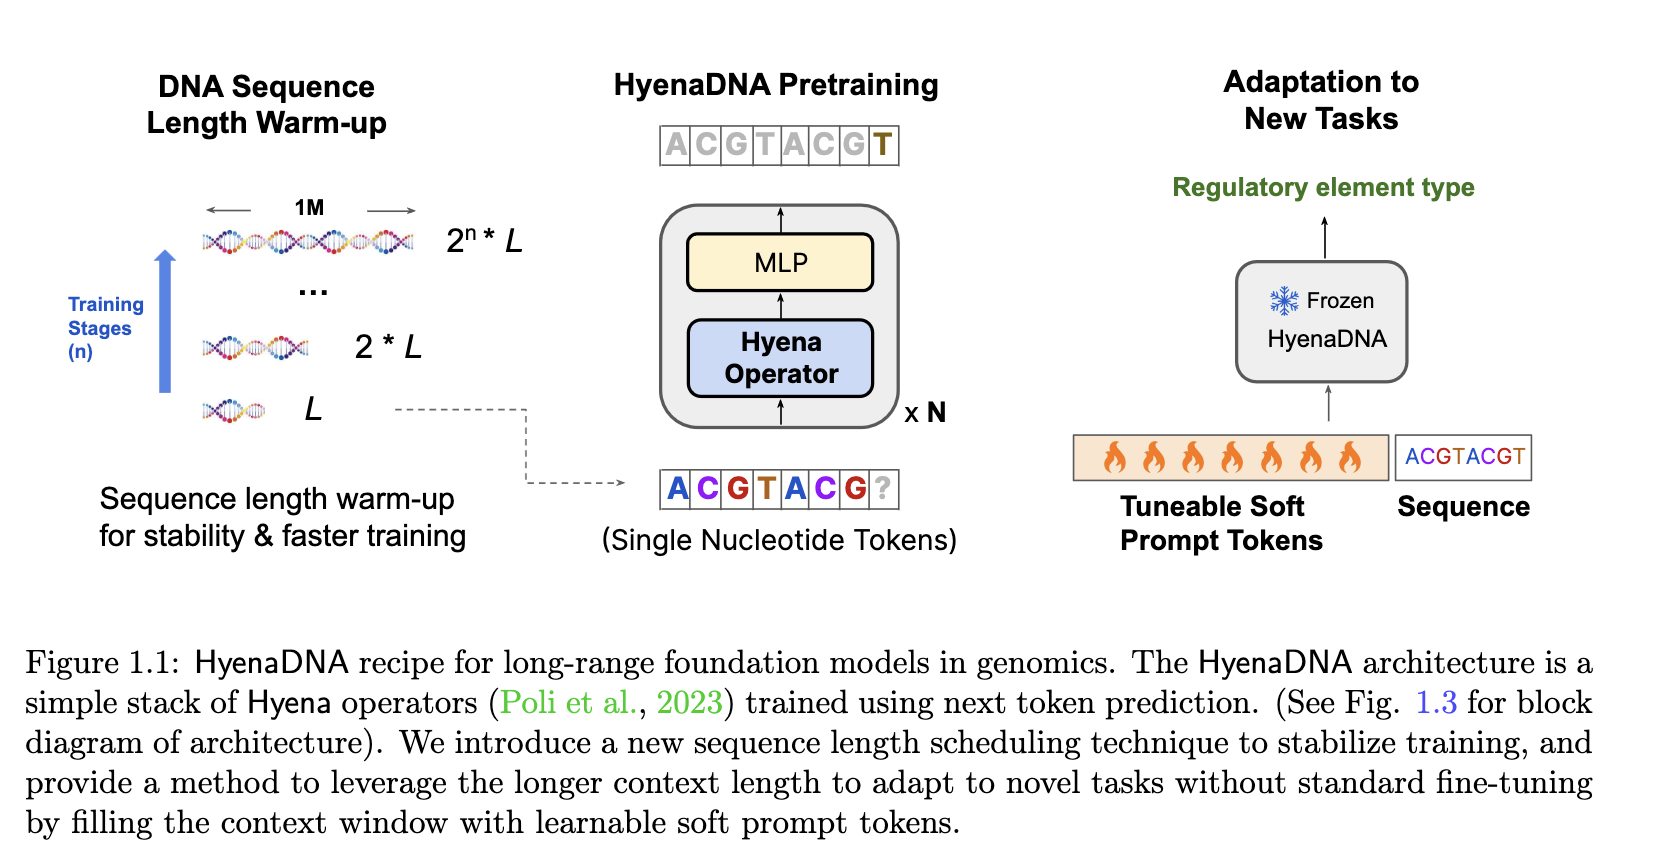 DNA Sequence
Length Warm-up
1M
2ⁿ * L
...
Training
Stages
(n)
2 * L
L
Sequence length warm-up
for stability & faster training
HyenaDNA Pretraining
ACGTACGT
MLP
Hyena
Operator
x N
ACGTACG?
(Single Nucleotide Tokens)
Adaptation to
New Tasks
Regulatory element type
Frozen
HyenaDNA
ACGTACGT
Tuneable Soft
Prompt Tokens
Sequence
Figure 1.1: HyenaDNA recipe for long-range foundation models in genomics. The HyenaDNA architecture is a
simple stack of Hyena operators (Poli et al., 2023) trained using next token prediction. (See Fig. 1.3 for block
diagram of architecture). We introduce a new sequence length scheduling technique to stabilize training, and
provide a method to leverage the longer context length to adapt to novel tasks without standard fine-tuning
by filling the context window with learnable soft prompt tokens.